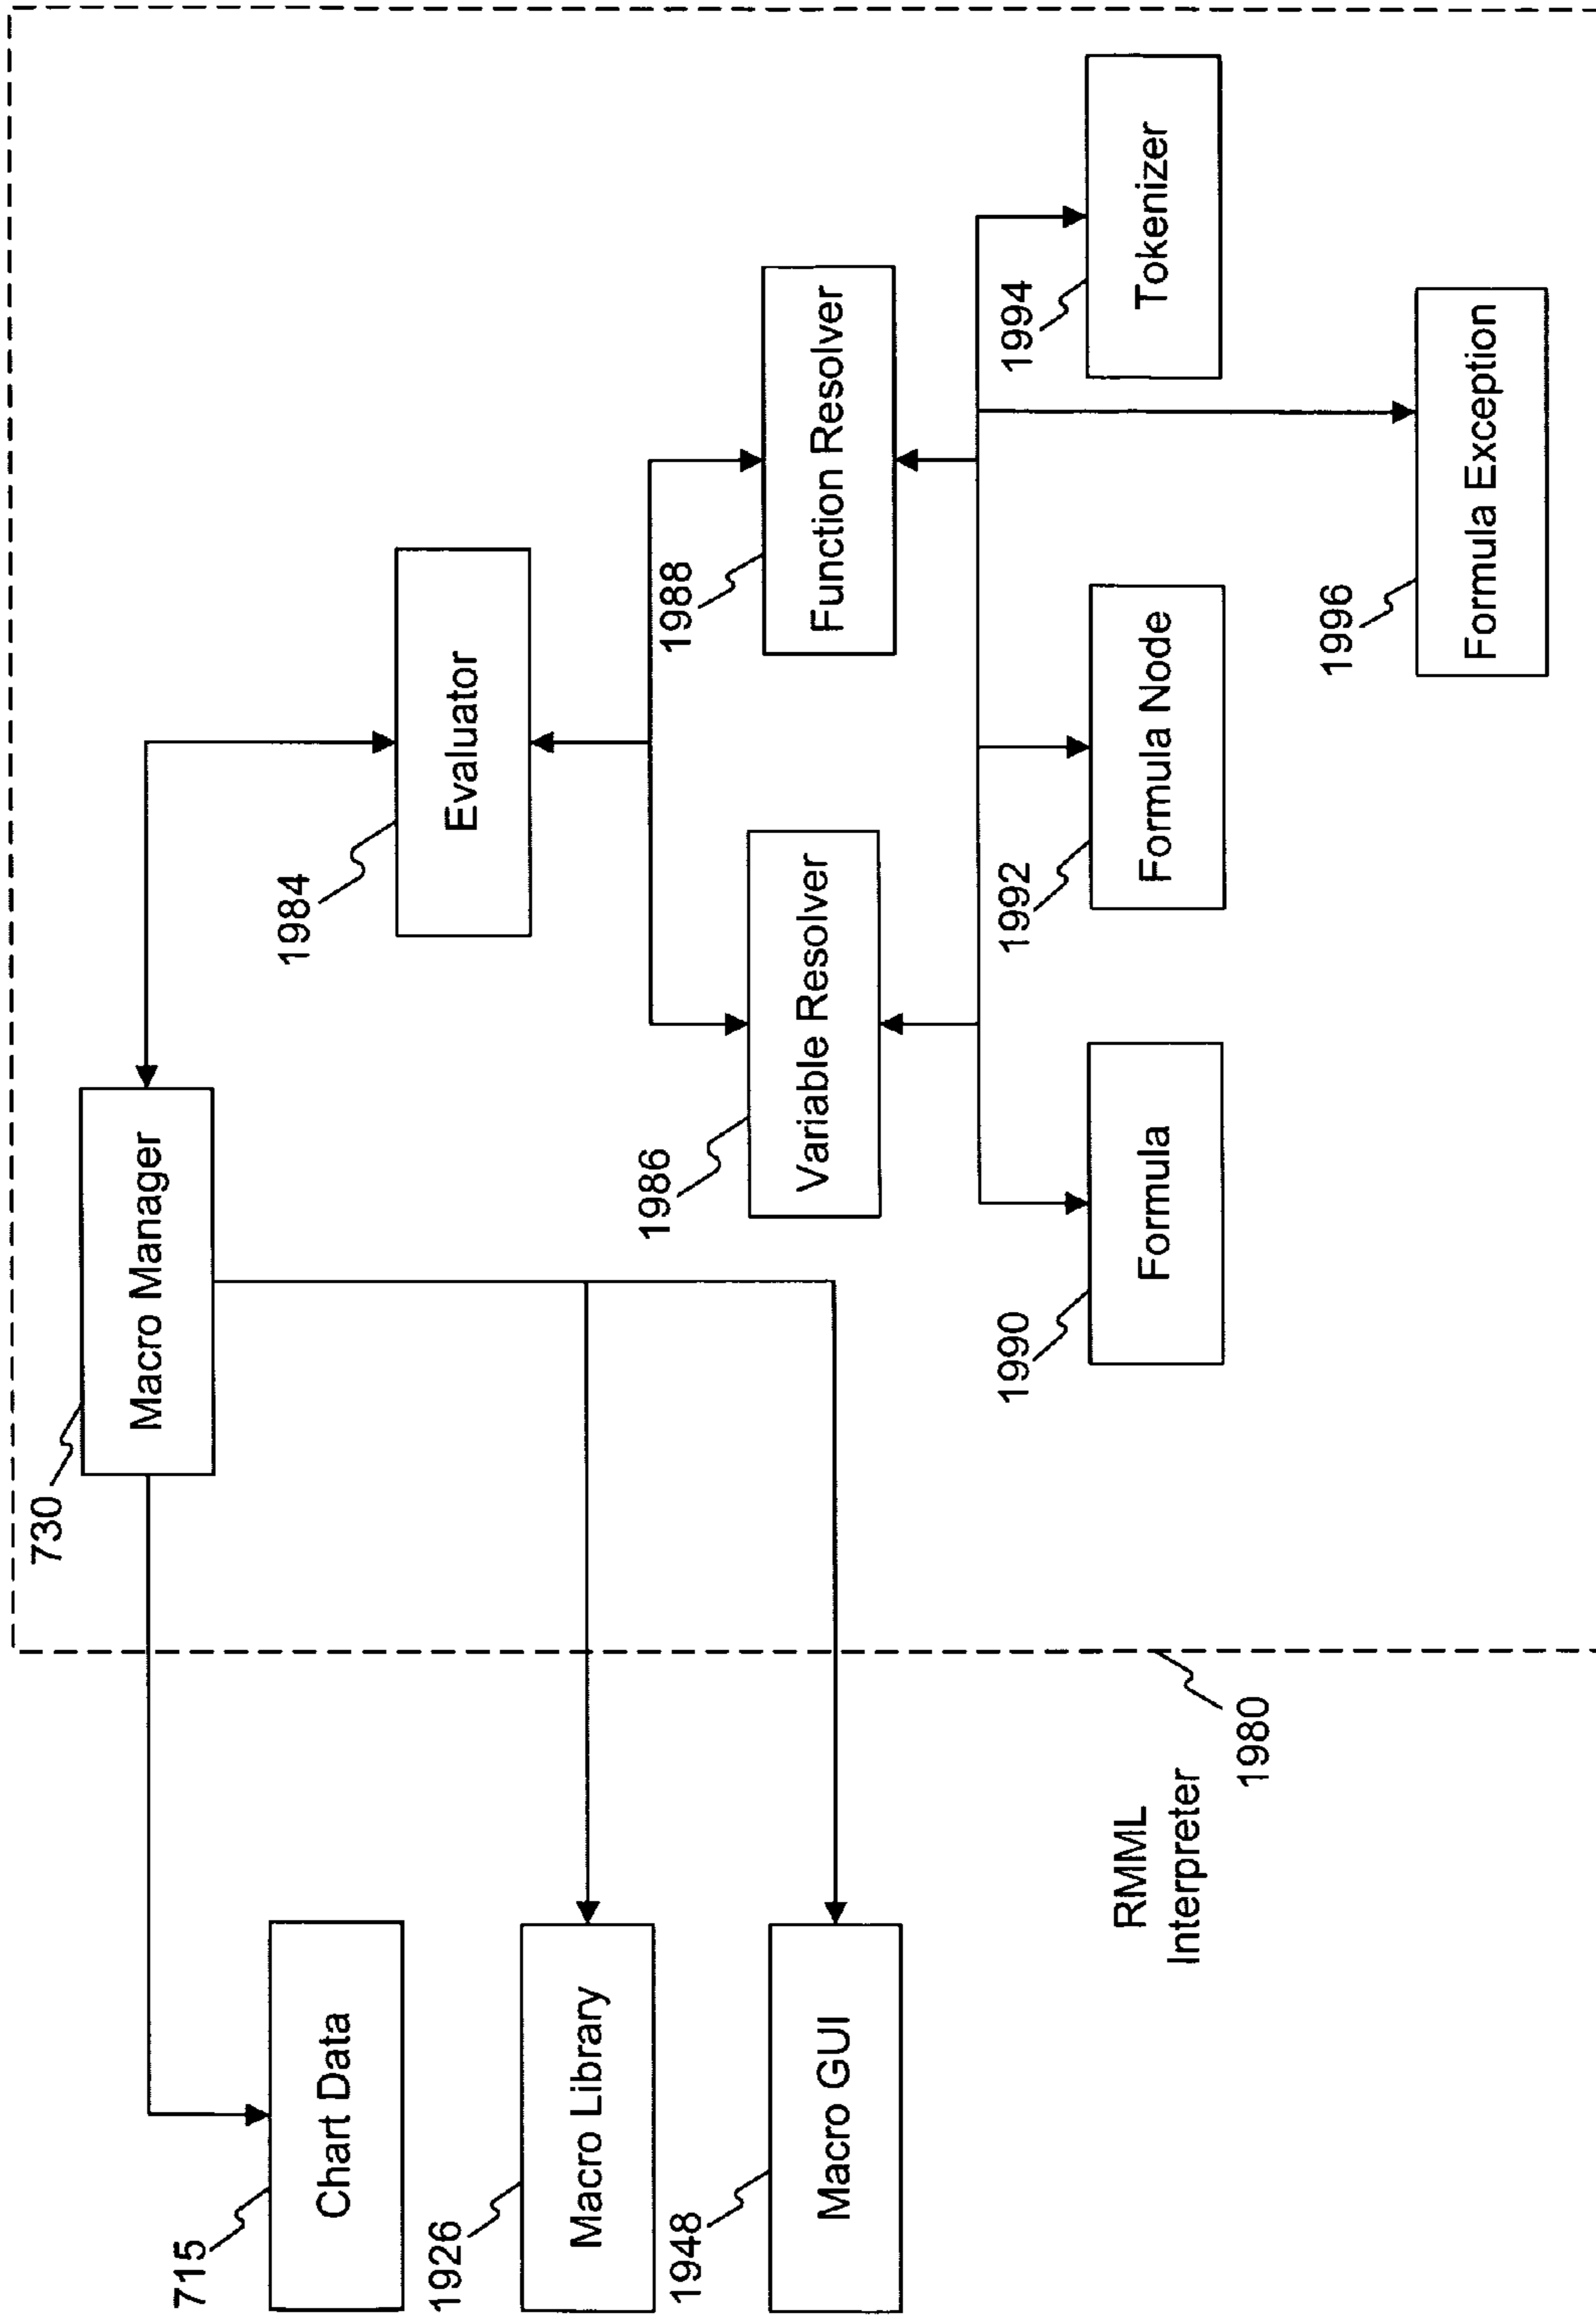 730
Macro Manager
715
Chart Data
1984
Evaluator
1926
Macro Library
1986
Variable Resolver
1988
Function Resolver
1948
Macro GUI
1990
Formula
1992
Formula Node
1994
Tokenizer
RMML
Interpreter
1980
1996
Formula Exception